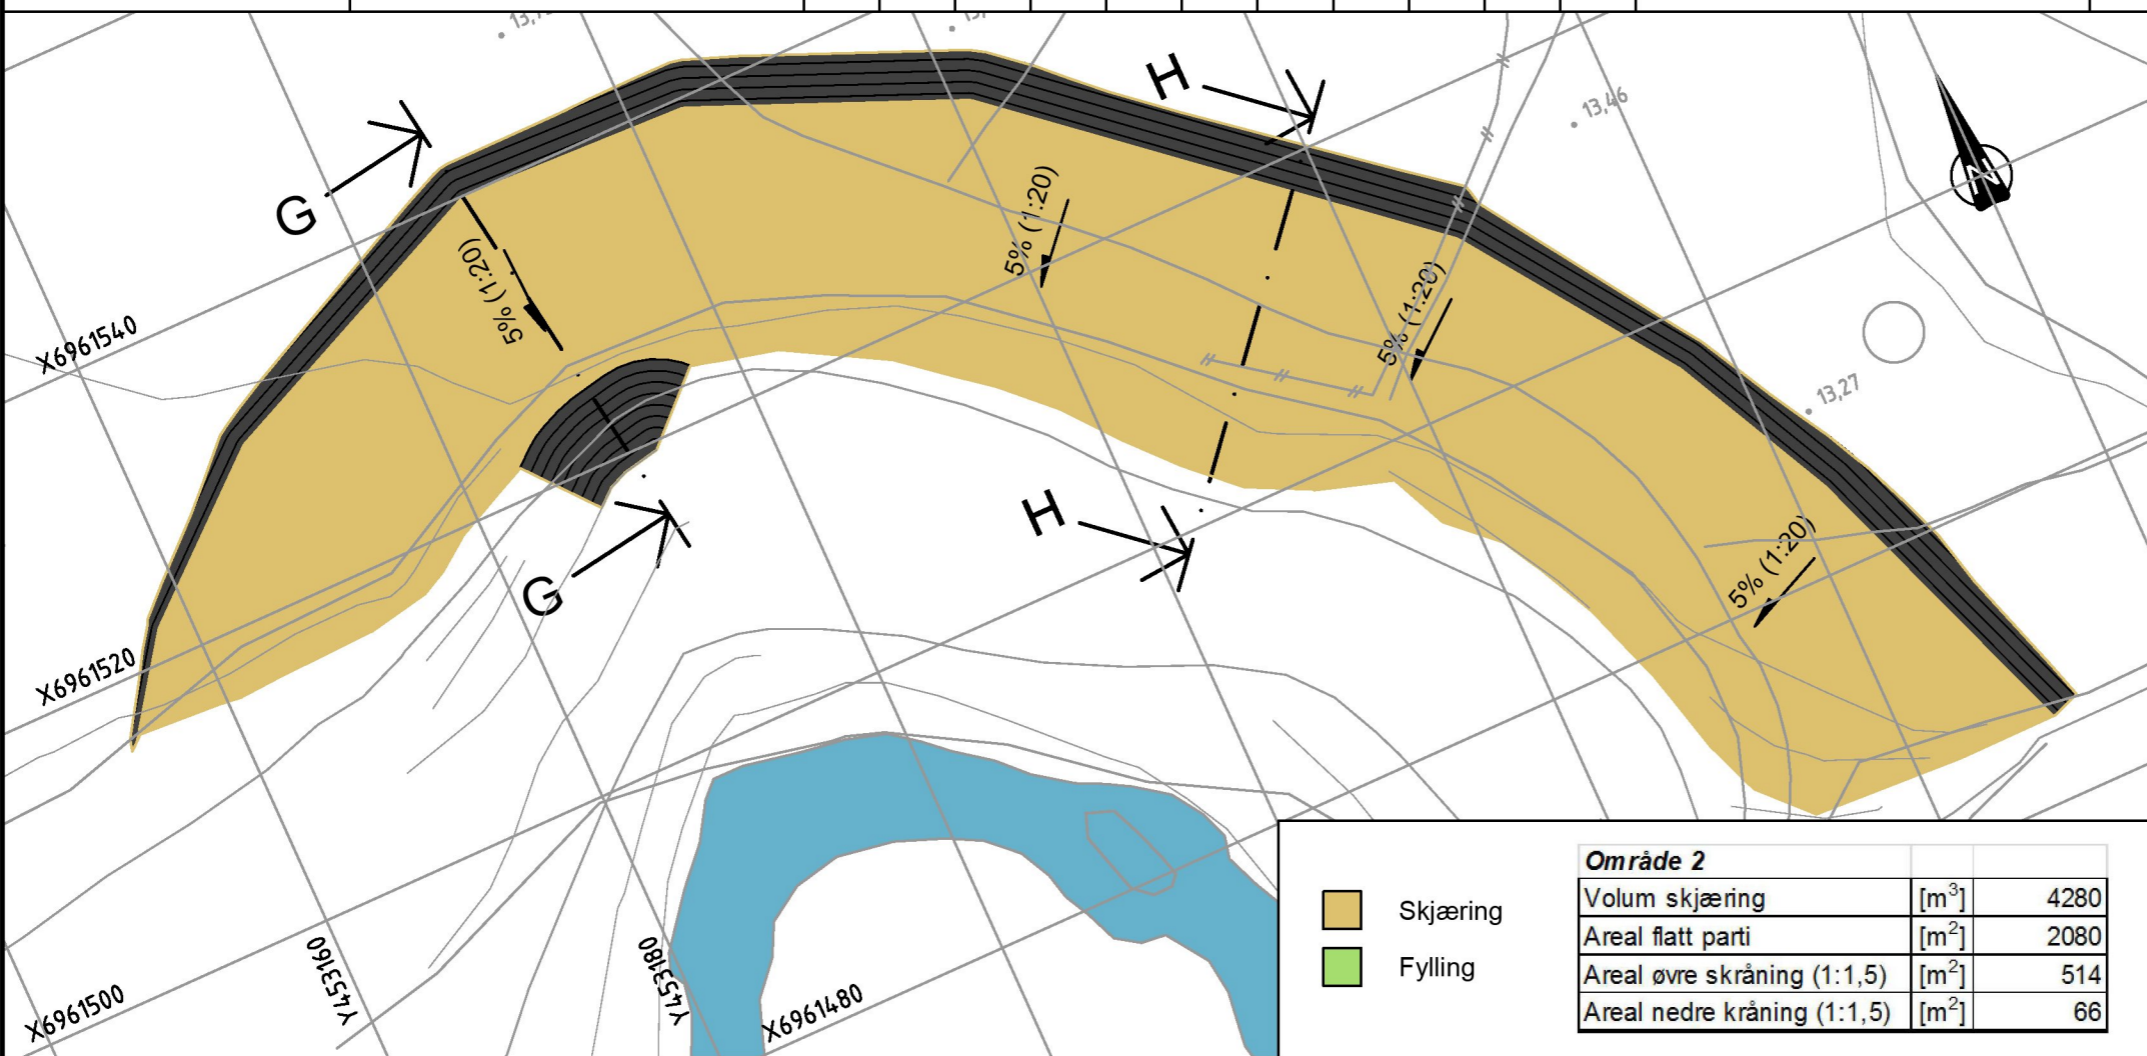 H
13,46
N
G
5% (1:20)
5% (1:20)
5% (1:20)
X6961540
13,27
H
5% (1:20)
G
X6961520
Y453160
Y453180
X6961500
X6961480
Skjæring
Fylling
Område 2
Volum skjæring [m³] 4280
Areal flatt parti [m²] 2080
Areal øvre skråning (1:1,5) [m²] 514
Areal nedre kråning (1:1,5) [m²] 66